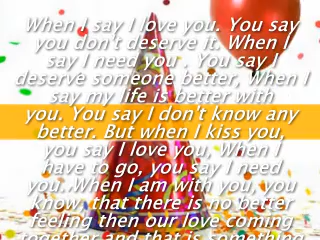 When I say I love you. You say
you don't deserve it. When I
say I need you . You say I
deserve someone better, When I
say my life is better with
you. You say I don't know any
better. But when I kiss you,
you say I love you, When I
have to go, you say I need
you..When I am with you,you
know, that there is no better
feeling then our love coming
together and that is something